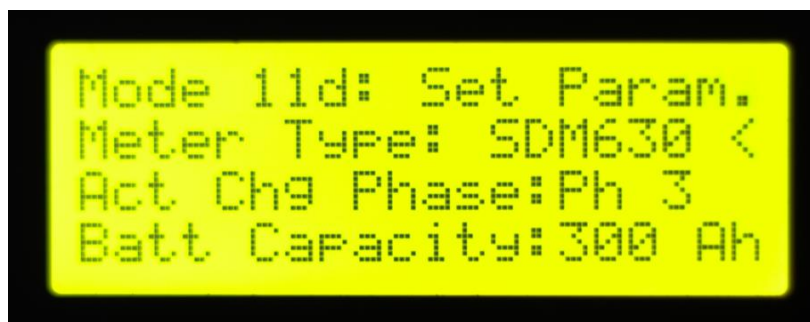 Mode 11d: Set Param.
Meter Type: SDM630 <
Act Chg Phase:Ph 3
Batt Capacity:300 Ah